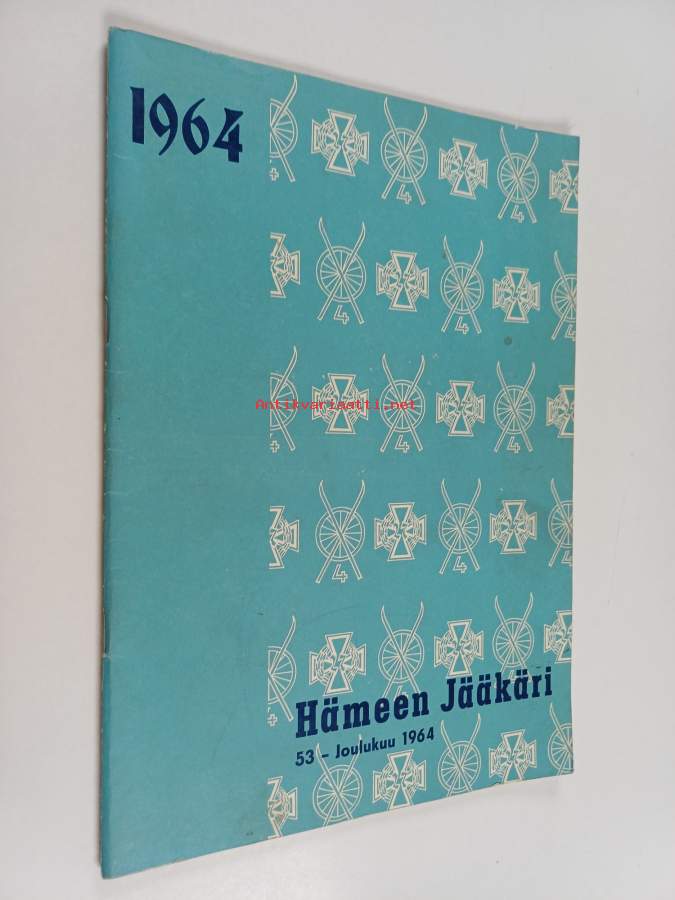 1964
Antikvariaatti.net
Hämeen Jääkäri
53 - Joulukuu 1964